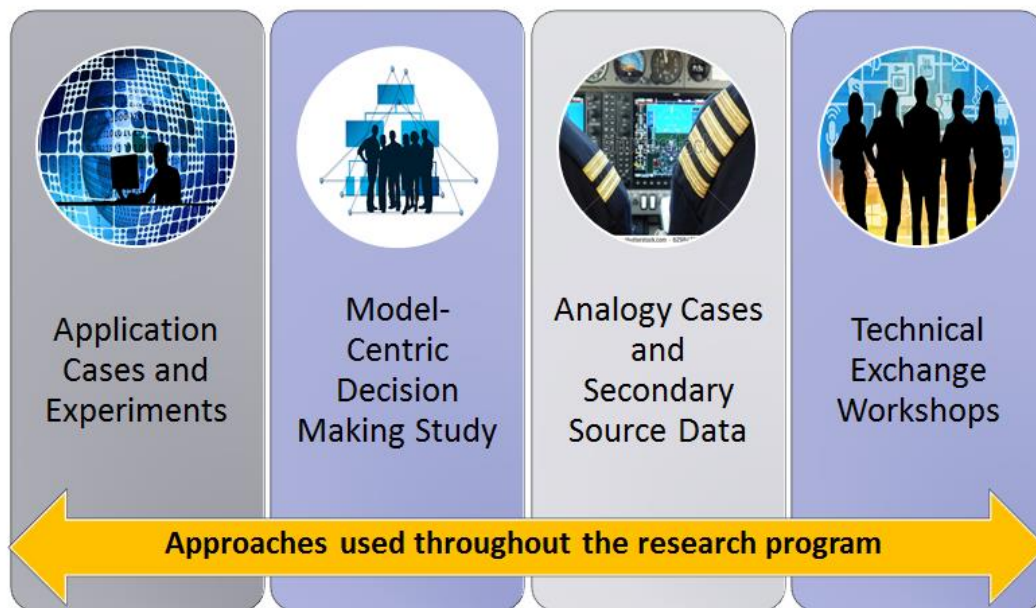 Application
Cases and
Experiments
Model-
Centric
Decision
Making Study
Analogy Cases
and
Secondary
Source Data
Technical
Exchange
Workshops
Approaches used throughout the research program